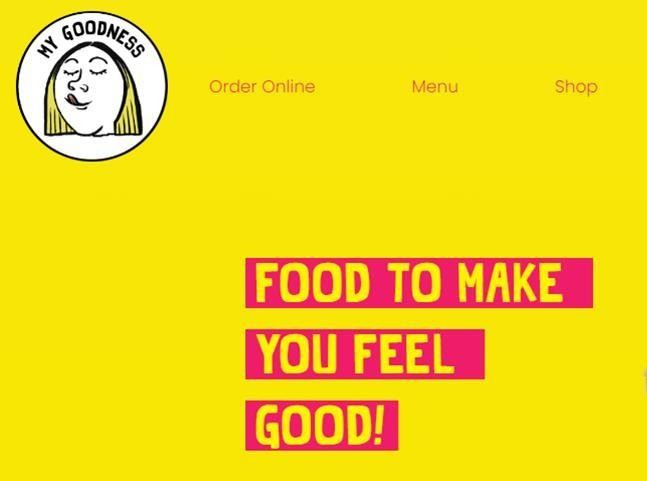 MY GOODNESS
Order Online Menu Shop
FOOD TO MAKE
YOU FEEL
GOOD!